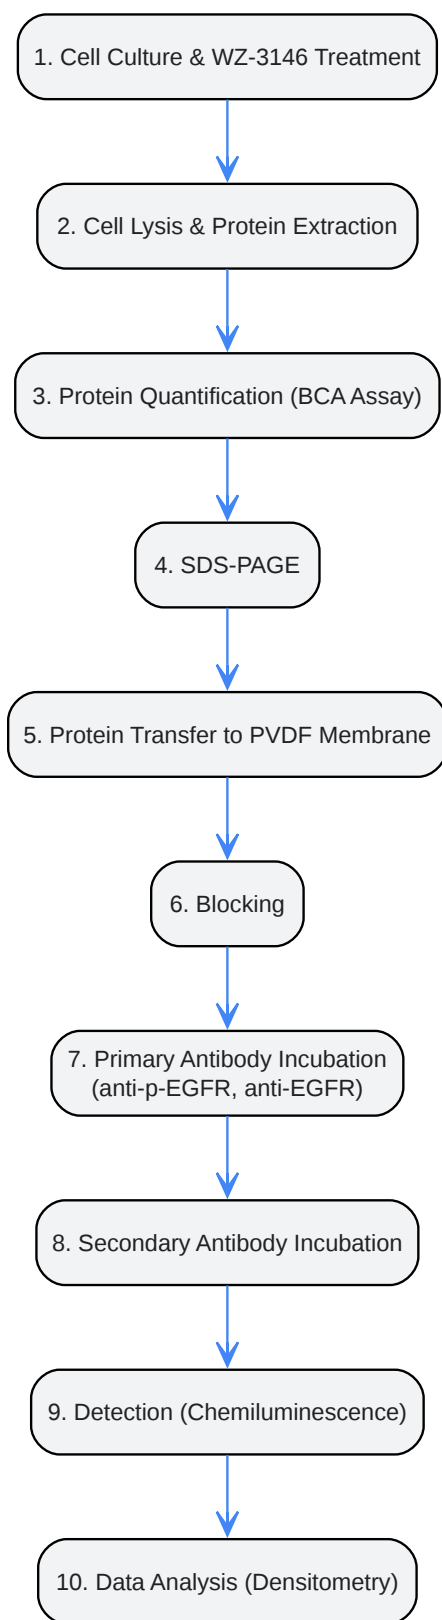 1. Cell Culture & WZ-3146 Treatment
2. Cell Lysis & Protein Extraction
3. Protein Quantification (BCA Assay)
4. SDS-PAGE
5. Protein Transfer to PVDF Membrane
6. Blocking
7. Primary Antibody Incubation
(anti-p-EGFR, anti-EGFR)
8. Secondary Antibody Incubation
9. Detection (Chemiluminescence)
10. Data Analysis (Densitometry)